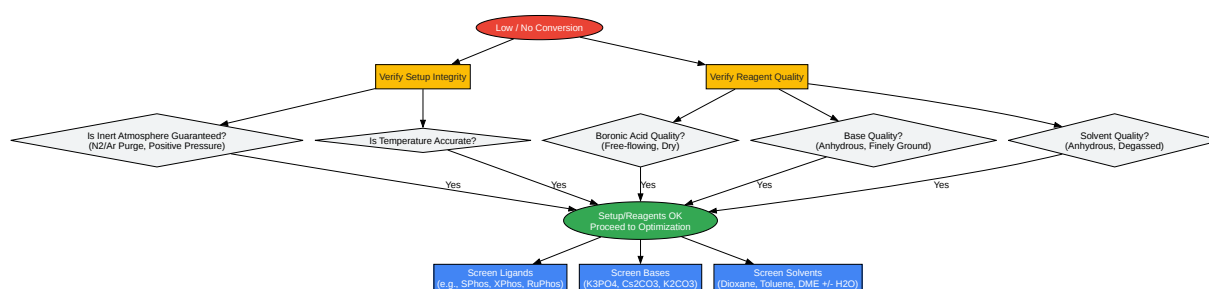 Low / No Conversion
Verify Setup Integrity
Verify Reagent Quality
Is Inert Atmosphere Guaranteed?
(N2/Ar Purge, Positive Pressure)
Is Temperature Accurate?
Boronic Acid Quality?
(Free-flowing, Dry)
Base Quality?
(Anhydrous, Finely Ground)
Solvent Quality?
(Anhydrous, Degassed)
Yes
Yes
Yes
Yes
Yes
Setup/Reagents OK
Proceed to Optimization
Screen Ligands
(e.g., SPhos, XPhos, RuPhos)
Screen Bases
(K3PO4, Cs2CO3, K2CO3)
Screen Solvents
(Dioxane, Toluene, DME +/- H2O)